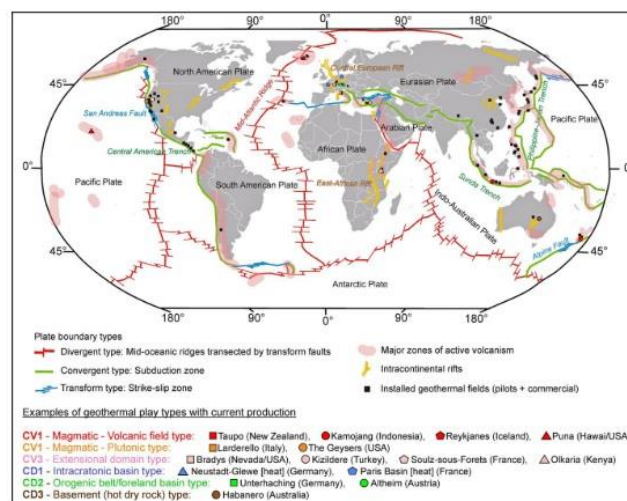 180° 90° 0° 90° 180°
North American Plate
Central European Rift
Eurasian Plate
45° 45°
San Andreas Fault
Mid-Atlantic Ridge
Arabian Plate
Pacific Plate
Central American Trench
African Plate
0° 0°
Pacific Plate
South American Plate
East-African Rift
Sunda Trench
Indo-Australian Plate
45° 45°
Alpine Fault
Antarctic Plate
180° 90° 0° 90° 180°
Plate boundary types
Divergent type: Mid-oceanic ridges transected by transform faults
Convergent type: Subduction zone
Transform type: Strike-slip zone
Major zones of active volcanism
Intracontinental rifts
Installed geothermal fields (pilots + commercial)
Examples of geothermal play types with current production
CV1 - Magmatic - Volcanic field type: Taupo (New Zealand), Kamojang (Indonesia), Reykjanes (Iceland), Puna (Hawai/USA)
CV1 - Magmatic - Plutonic type: Larderello (Italy), The Geysers (USA)
CV3 - Extensional domain type: Bradys (Nevada/USA), Kizildere (Turkey), Soulz-sous-Forets (France), Olkaria (Kenya)
CD1 - Intracratonic basin type: Neustadt-Glewe [heat] (Germany), Paris Basin [heat] (France)
CD2 - Orogenic belt/foreland basin type: Unterhaching (Germany), Altheim (Austria)
CD3 - Basement (hot dry rock) type: Habanero (Australia)